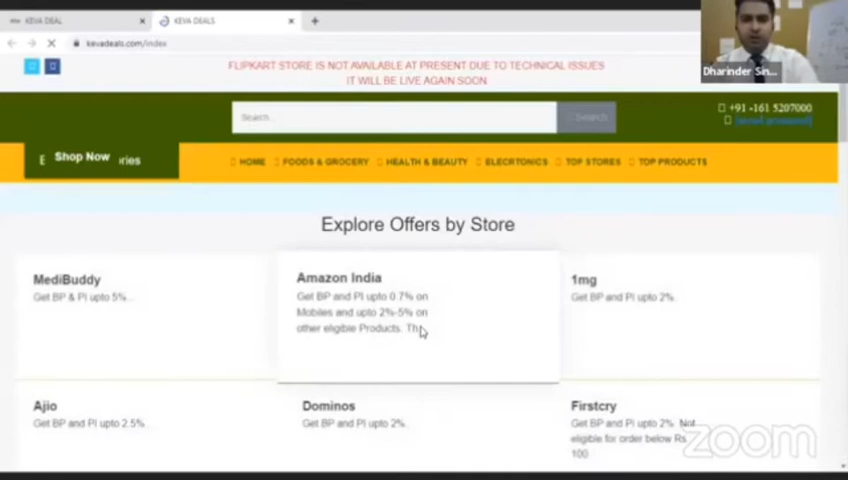 KEVA DEAL
KEVA DEALS
kevadeals.com/index
FLIPKART STORE IS NOT AVAILABLE AT PRESENT DUE TO TECHNICAL ISSUES
IT WILL BE LIVE AGAIN SOON
Dharinder Sin...
Search...
Search
+91 -161 5207000
Shop Now
ries
HOME
FOODS & GROCERY
HEALTH & BEAUTY
ELECRTONICS
TOP STORES
TOP PRODUCTS
Explore Offers by Store
MediBuddy
Get BP & PI upto 5%..
Amazon India
Get BP and PI upto 0.7% on
Mobiles and upto 2%-5% on
other eligible Products. Th
1mg
Get BP and PI upto 2%.
Ajio
Get BP and PI upto 2.5%.
Dominos
Get BP and PI upto 2%.
Firstcry
Get BP and PI upto 2%. Not
eligible for order below Rs
100
zoom